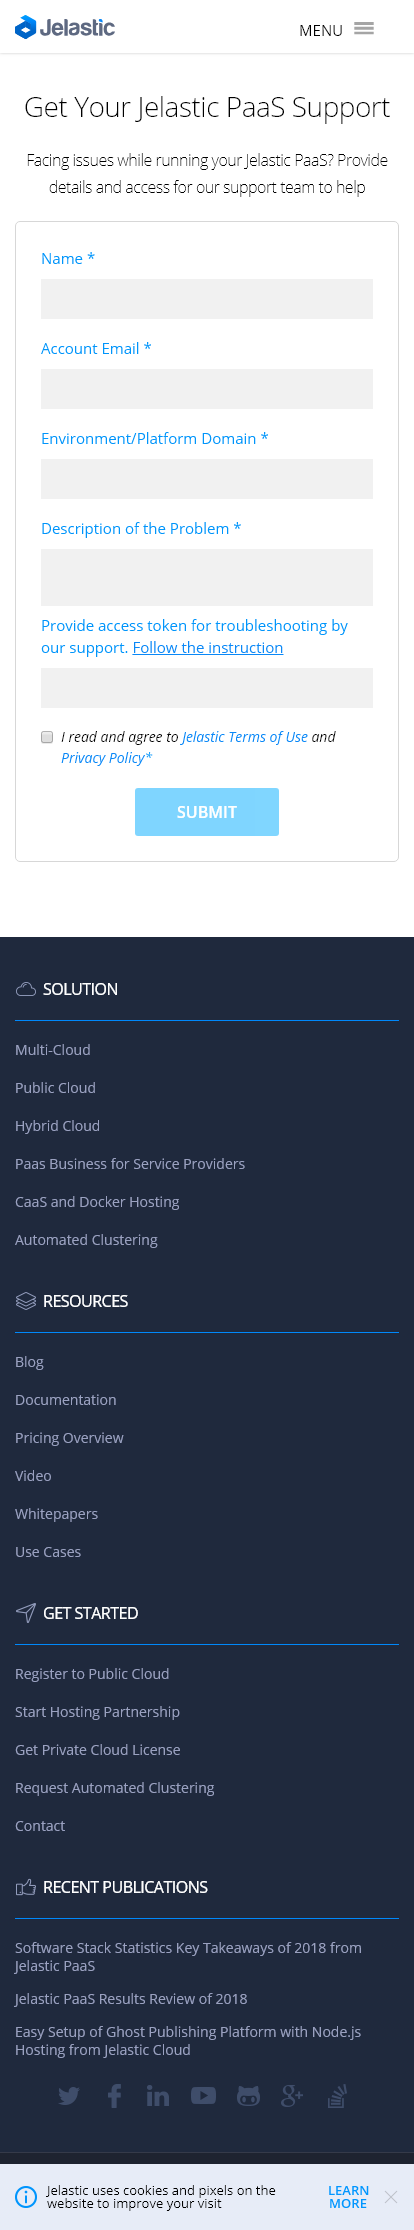 Jelastic
MENU
Get Your Jelastic PaaS Support
Facing issues while running your Jelastic PaaS? Provide
details and access for our support team to help
Name *
Account Email *
Environment/Platform Domain *
Description of the Problem *
Provide access token for troubleshooting by
our support. Follow the instruction
I read and agree to Jelastic Terms of Use and
Privacy Policy*
SUBMIT
SOLUTION
Multi-Cloud
Public Cloud
Hybrid Cloud
Paas Business for Service Providers
CaaS and Docker Hosting
Automated Clustering
RESOURCES
Blog
Documentation
Pricing Overview
Video
Whitepapers
Use Cases
GET STARTED
Register to Public Cloud
Start Hosting Partnership
Get Private Cloud License
Request Automated Clustering
Contact
RECENT PUBLICATIONS
Software Stack Statistics Key Takeaways of 2018 from
Jelastic PaaS
Jelastic PaaS Results Review of 2018
Easy Setup of Ghost Publishing Platform with Node.js
Hosting from Jelastic Cloud
Jelastic uses cookies and pixels on the
website to improve your visit
LEARN
MORE